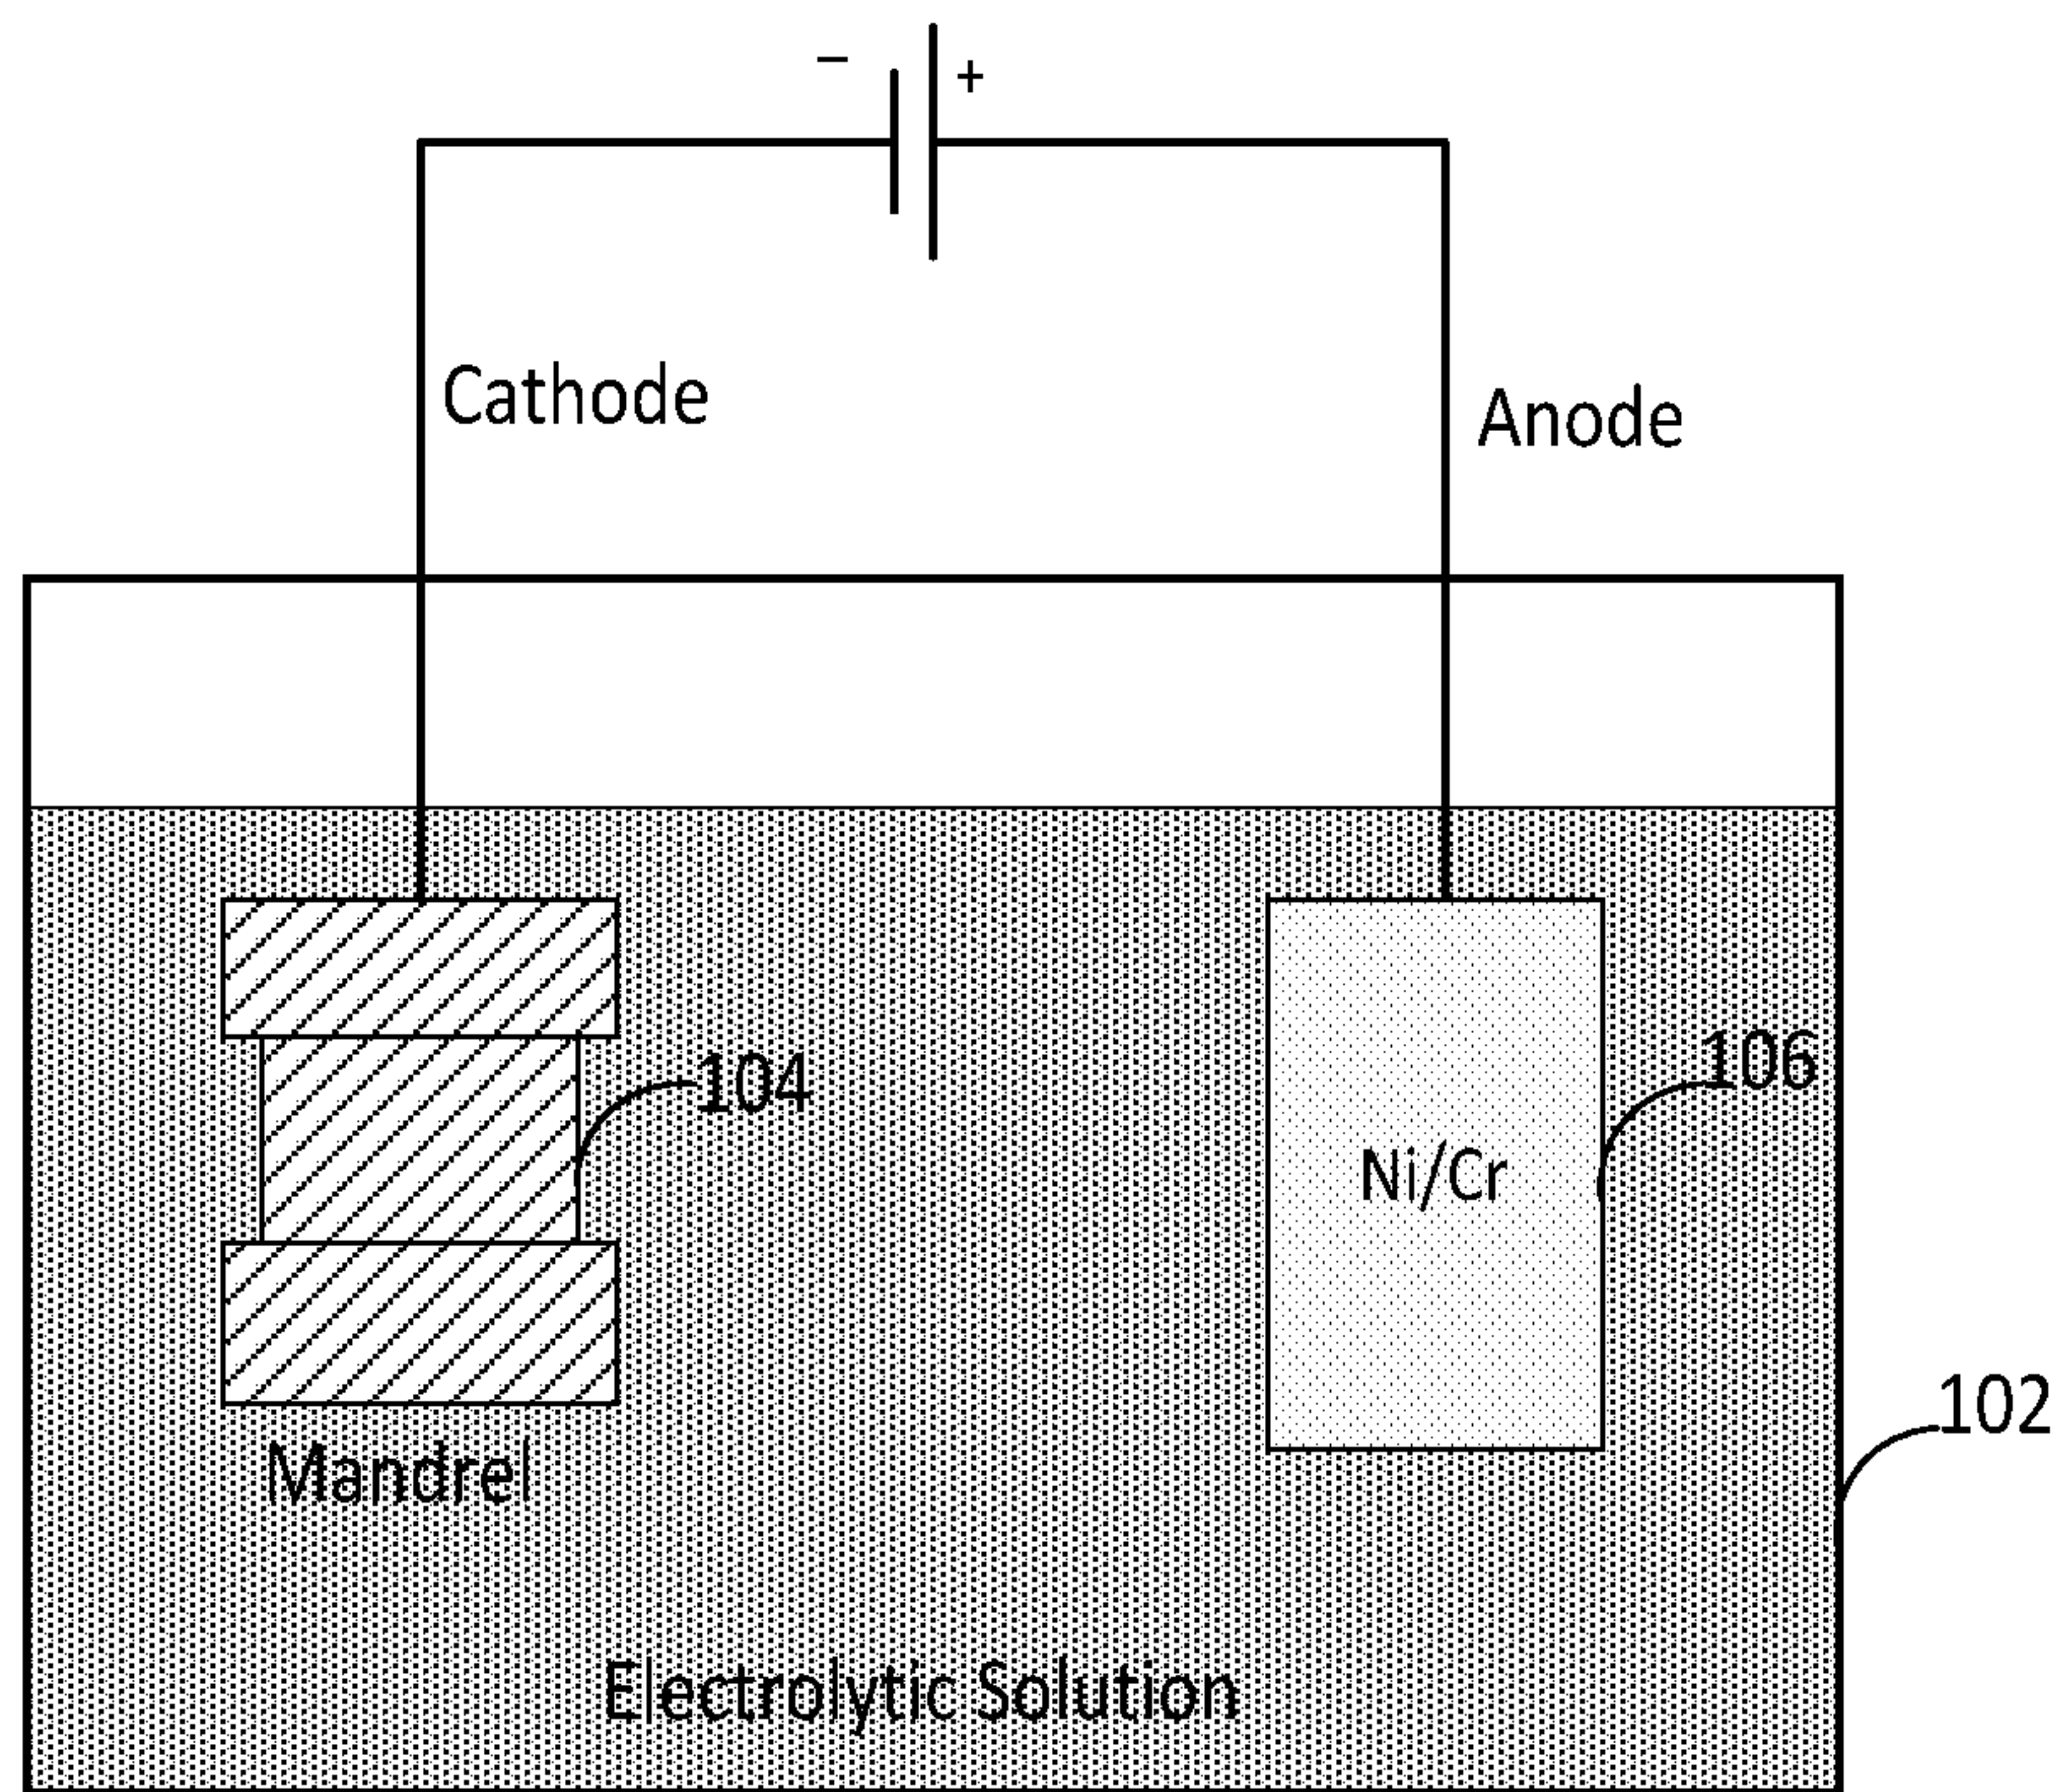 − +
Cathode
Anode
104
106
Ni/Cr
102
Mandrel
Electrolytic Solution